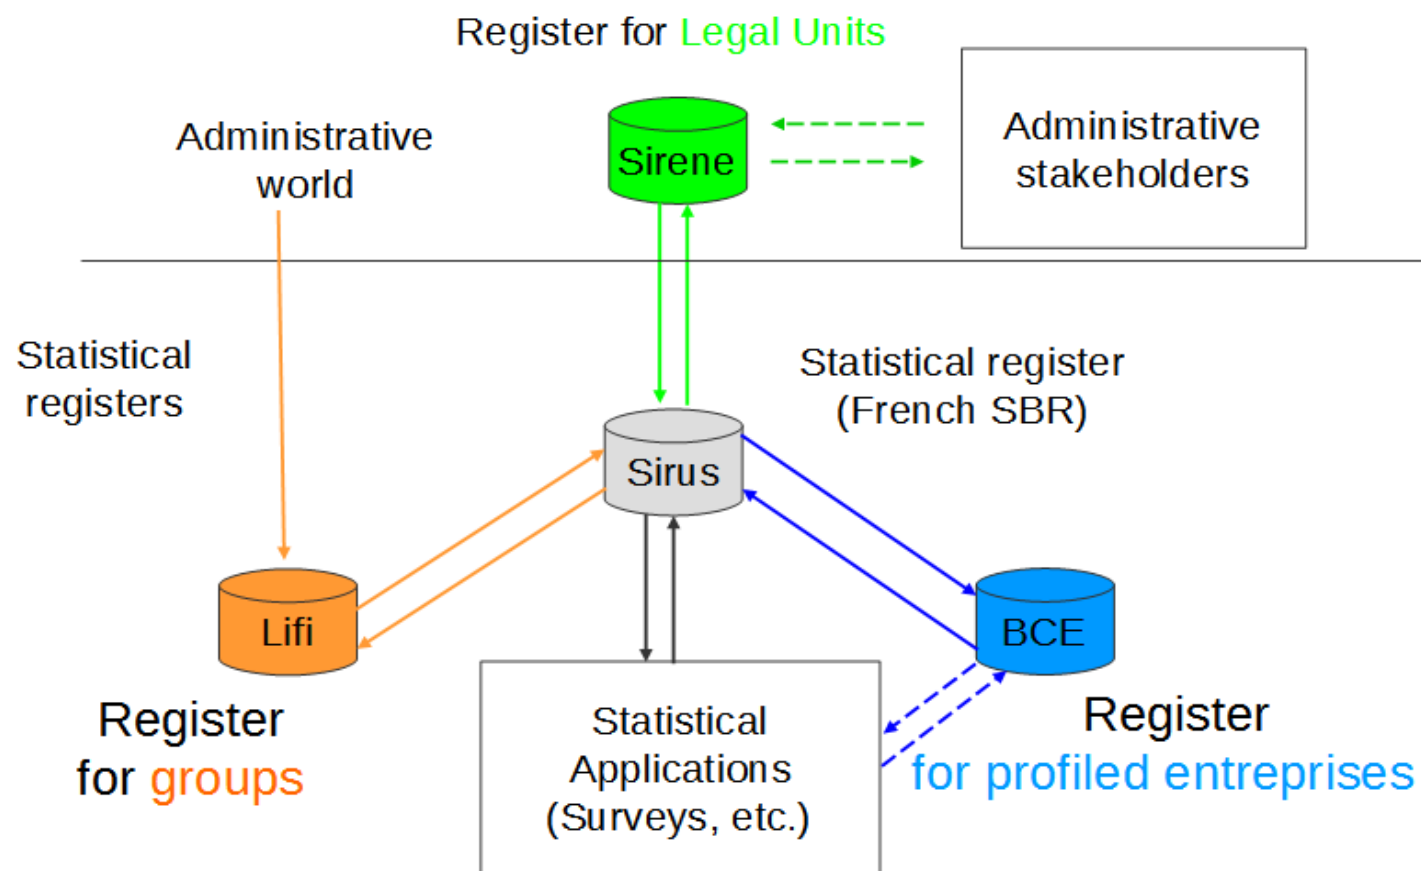 Register for Legal Units
Administrative
world
Sirene
Administrative
stakeholders
Statistical
registers
Statistical register
(French SBR)
Sirus
Lifi
BCE
Register
for groups
Statistical
Applications
(Surveys, etc.)
Register
for profiled entreprises